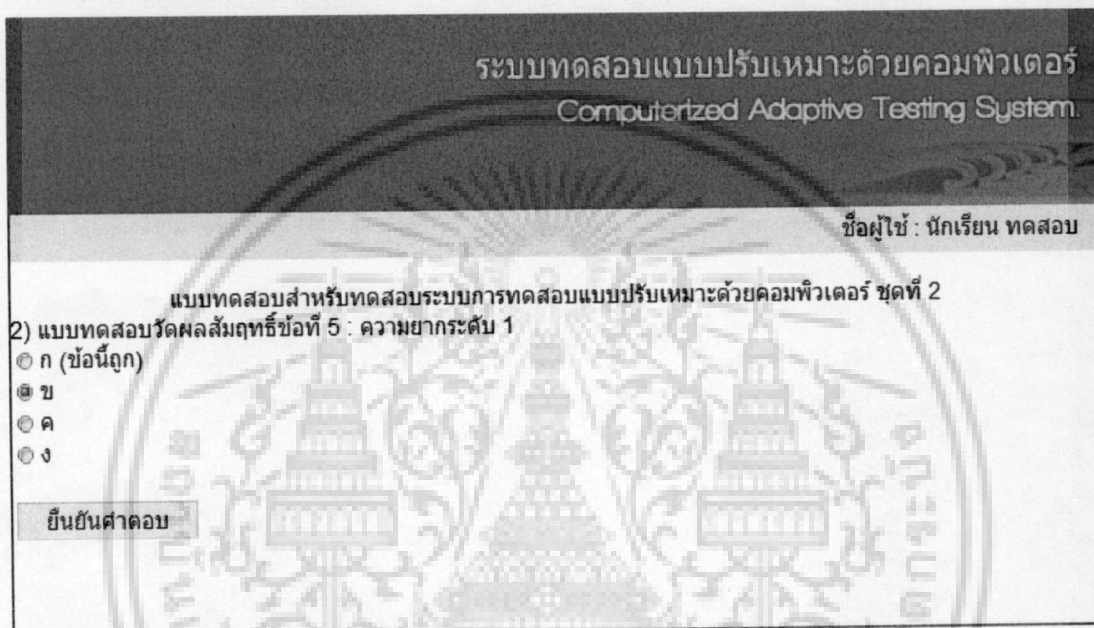 ระบบทดสอบแบบปรับเหมาะด้วยคอมพิวเตอร์
Computerized Adaptive Testing System.
ชื่อผู้ใช้ : นักเรียน ทดสอบ
แบบทดสอบสำหรับทดสอบระบบการทดสอบแบบปรับเหมาะด้วยคอมพิวเตอร์ ชุดที่ 2
2) แบบทดสอบวัดผลสัมฤทธิ์ข้อที่ 5 : ความยากระดับ 1
ก (ข้อนี้ถูก)
ข
ค
ง
ยืนยันคำตอบ